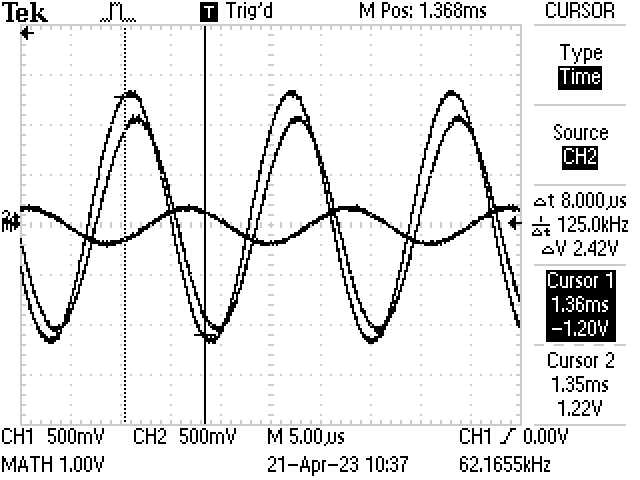 Tek T Trig'd M Pos: 1.368ms CURSOR
Type
Time
Source
CH2
Δt 8.000µs
1/Δt 125.0kHz
ΔV 2.42V
Cursor 1
1.36ms
-1.20V
Cursor 2
1.35ms
1.22V
CH1 500mV CH2 500mV M 5.00µs CH1 / 0.00V
MATH 1.00V 21-Apr-23 10:37 62.1655kHz